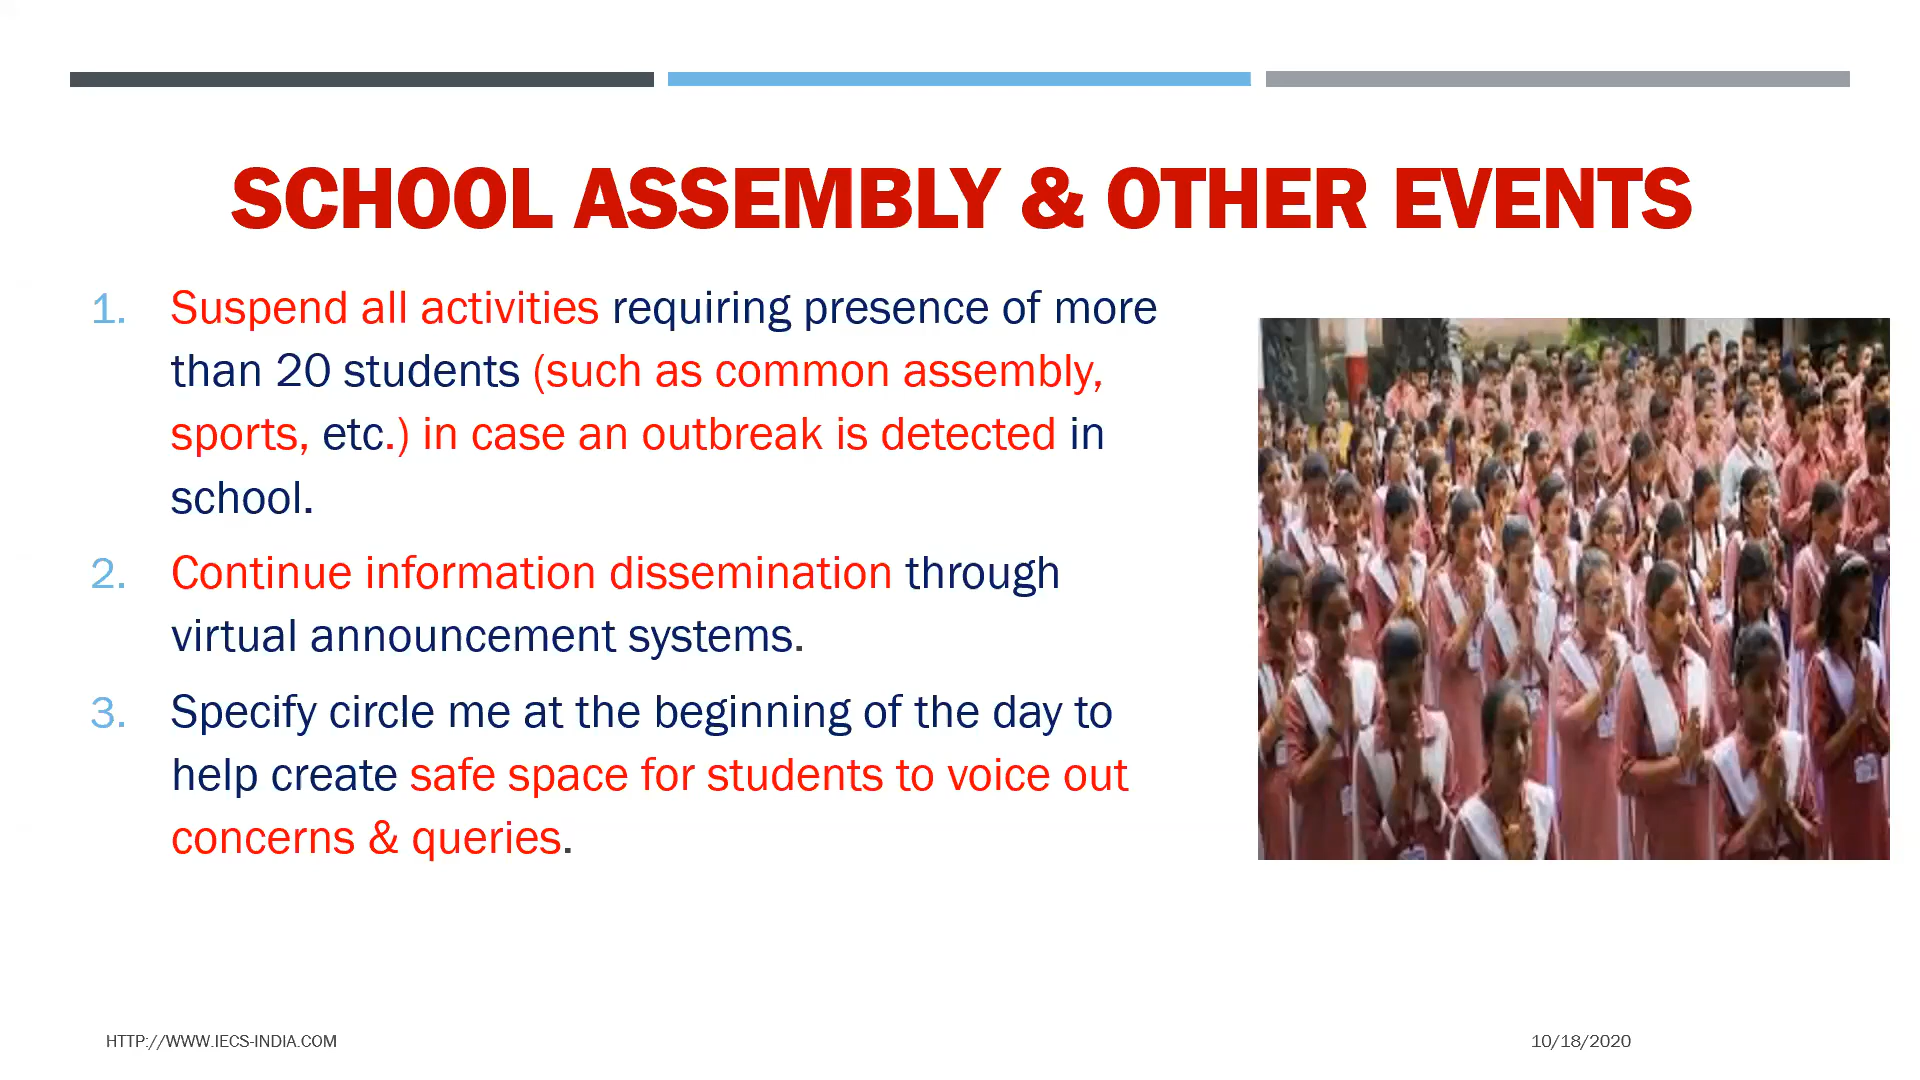 SCHOOL ASSEMBLY & OTHER EVENTS
1. Suspend all activities requiring presence of more
than 20 students (such as common assembly,
sports, etc.) in case an outbreak is detected in
school.
2. Continue information dissemination through
virtual announcement systems.
3. Specify circle me at the beginning of the day to
help create safe space for students to voice out
concerns & queries.
HTTP://WWW.IECS-INDIA.COM
10/18/2020